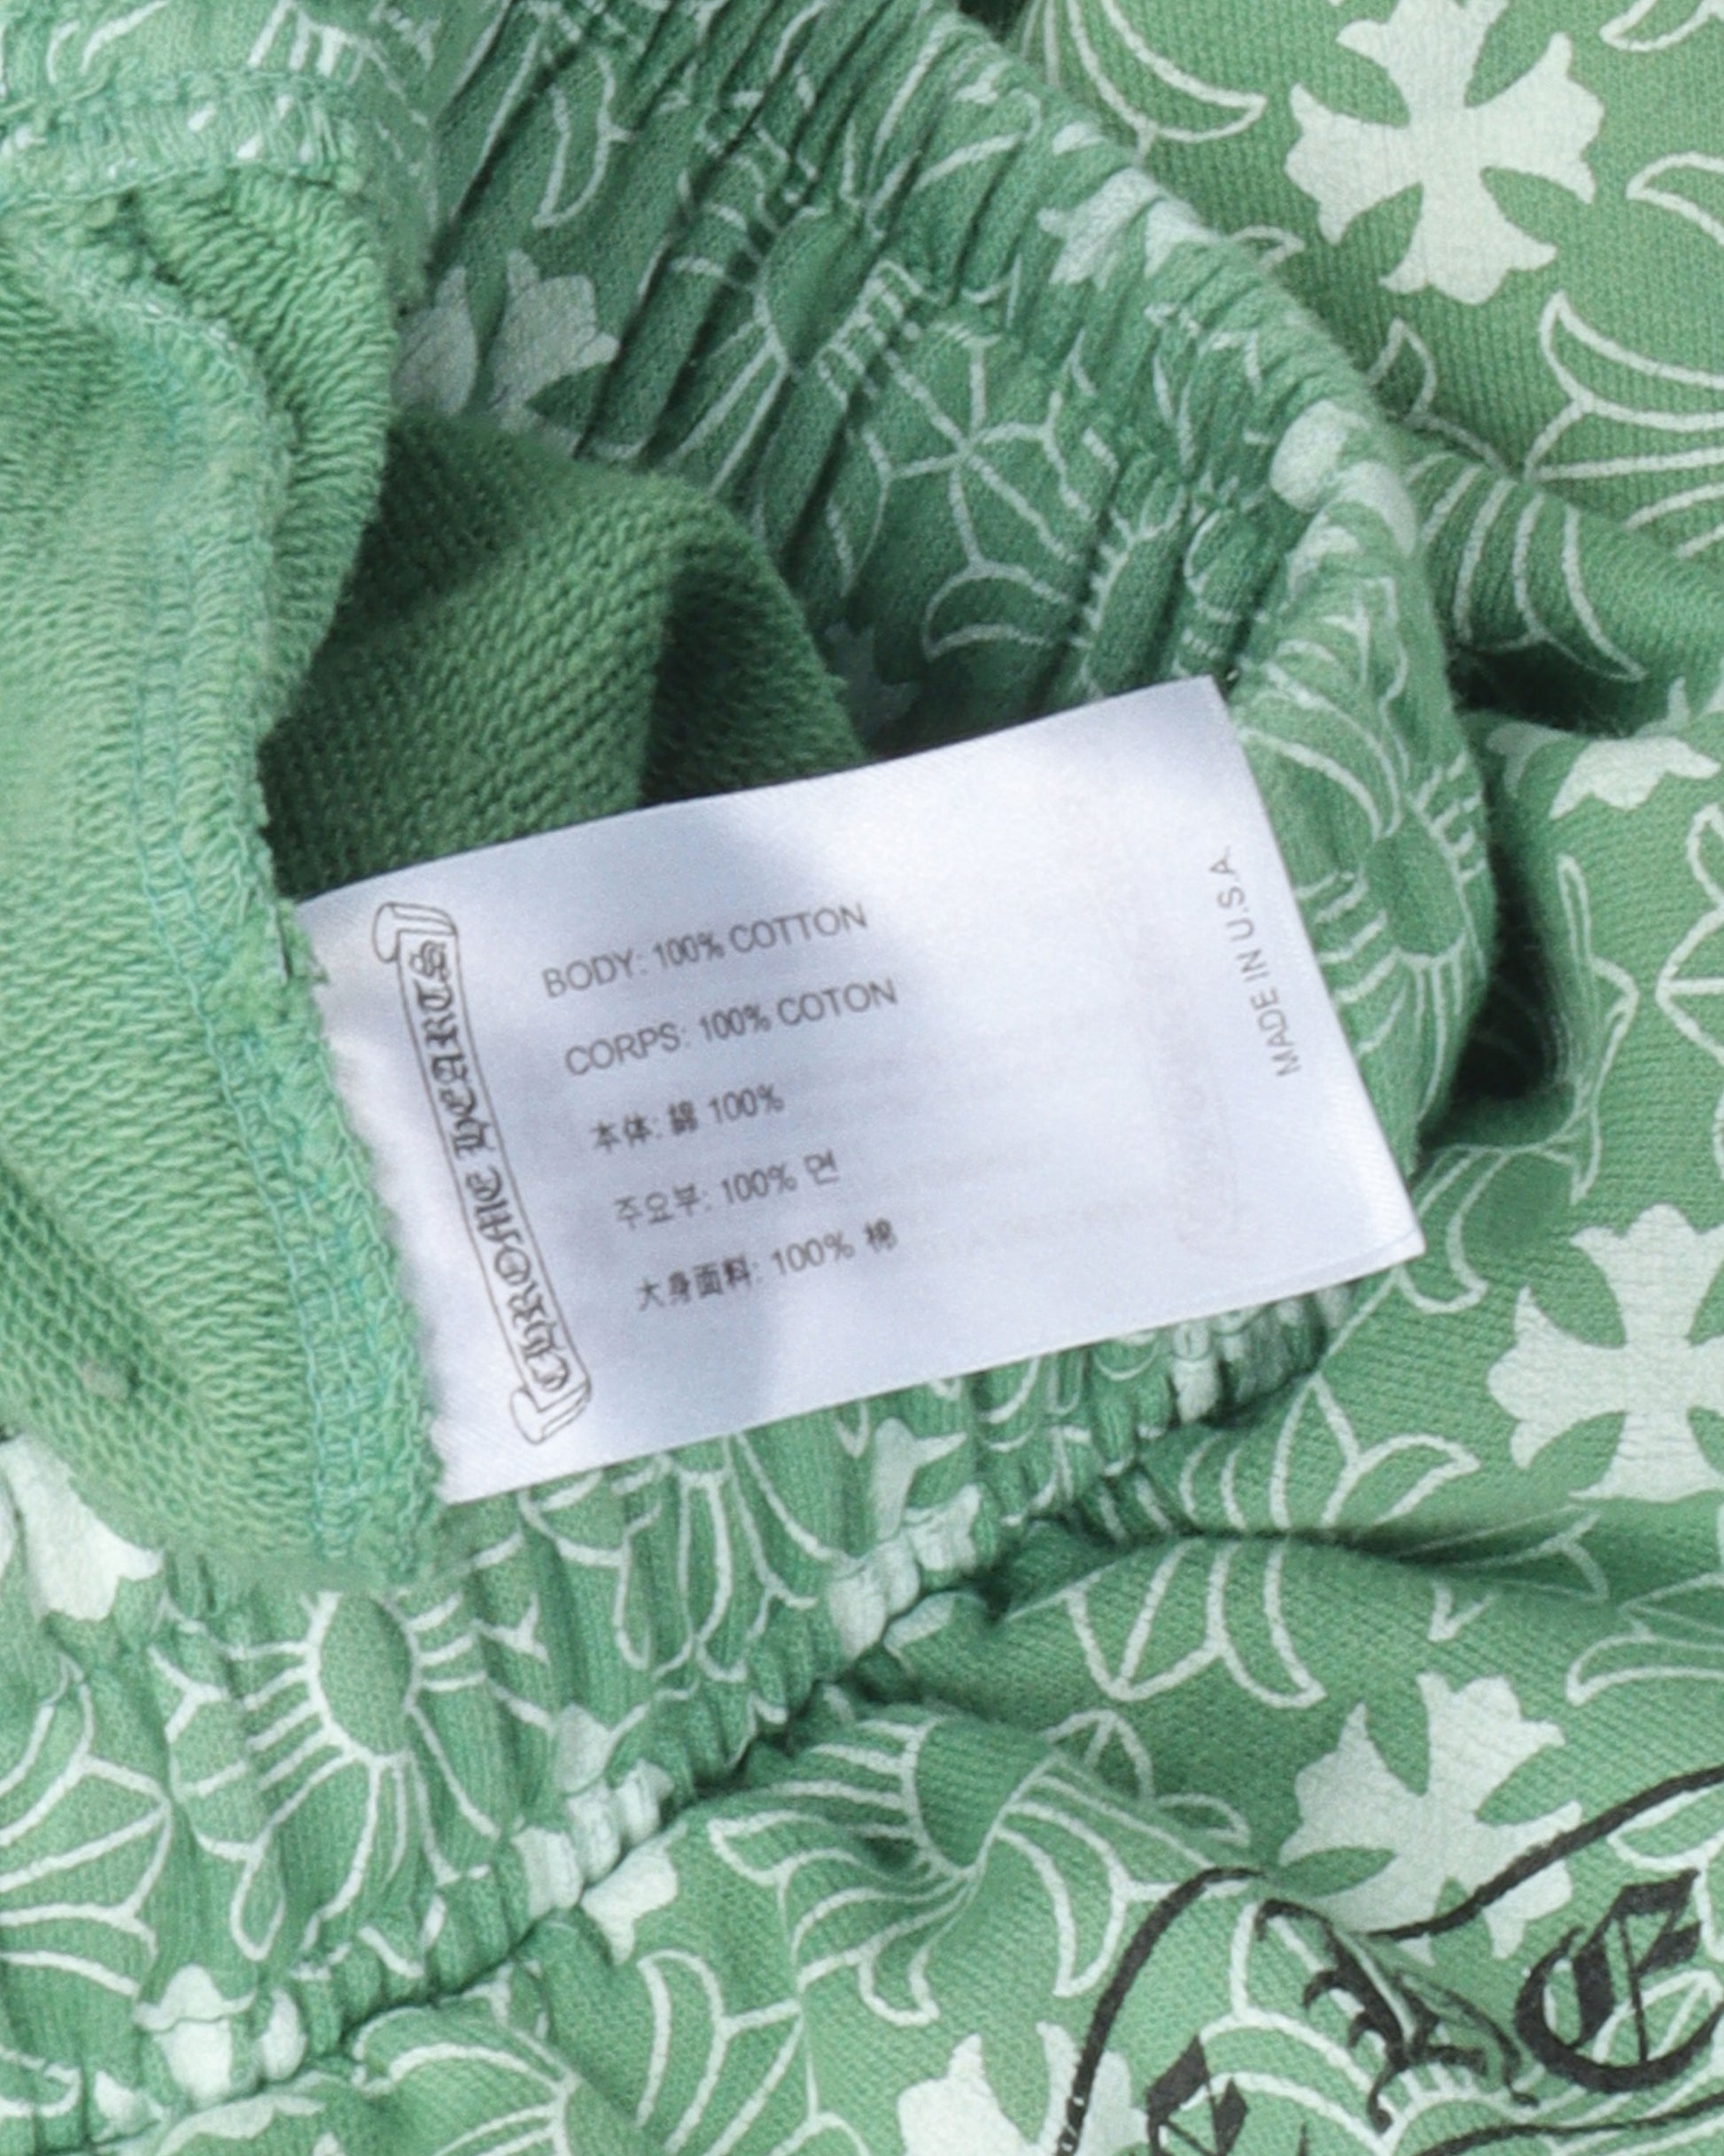 CHROME HEARTS
BODY: 100% COTTON
CORPS: 100% COTON
本体: 綿 100%
주요부: 100% 면
大身面料: 100% 棉
MADE IN U.S.A.